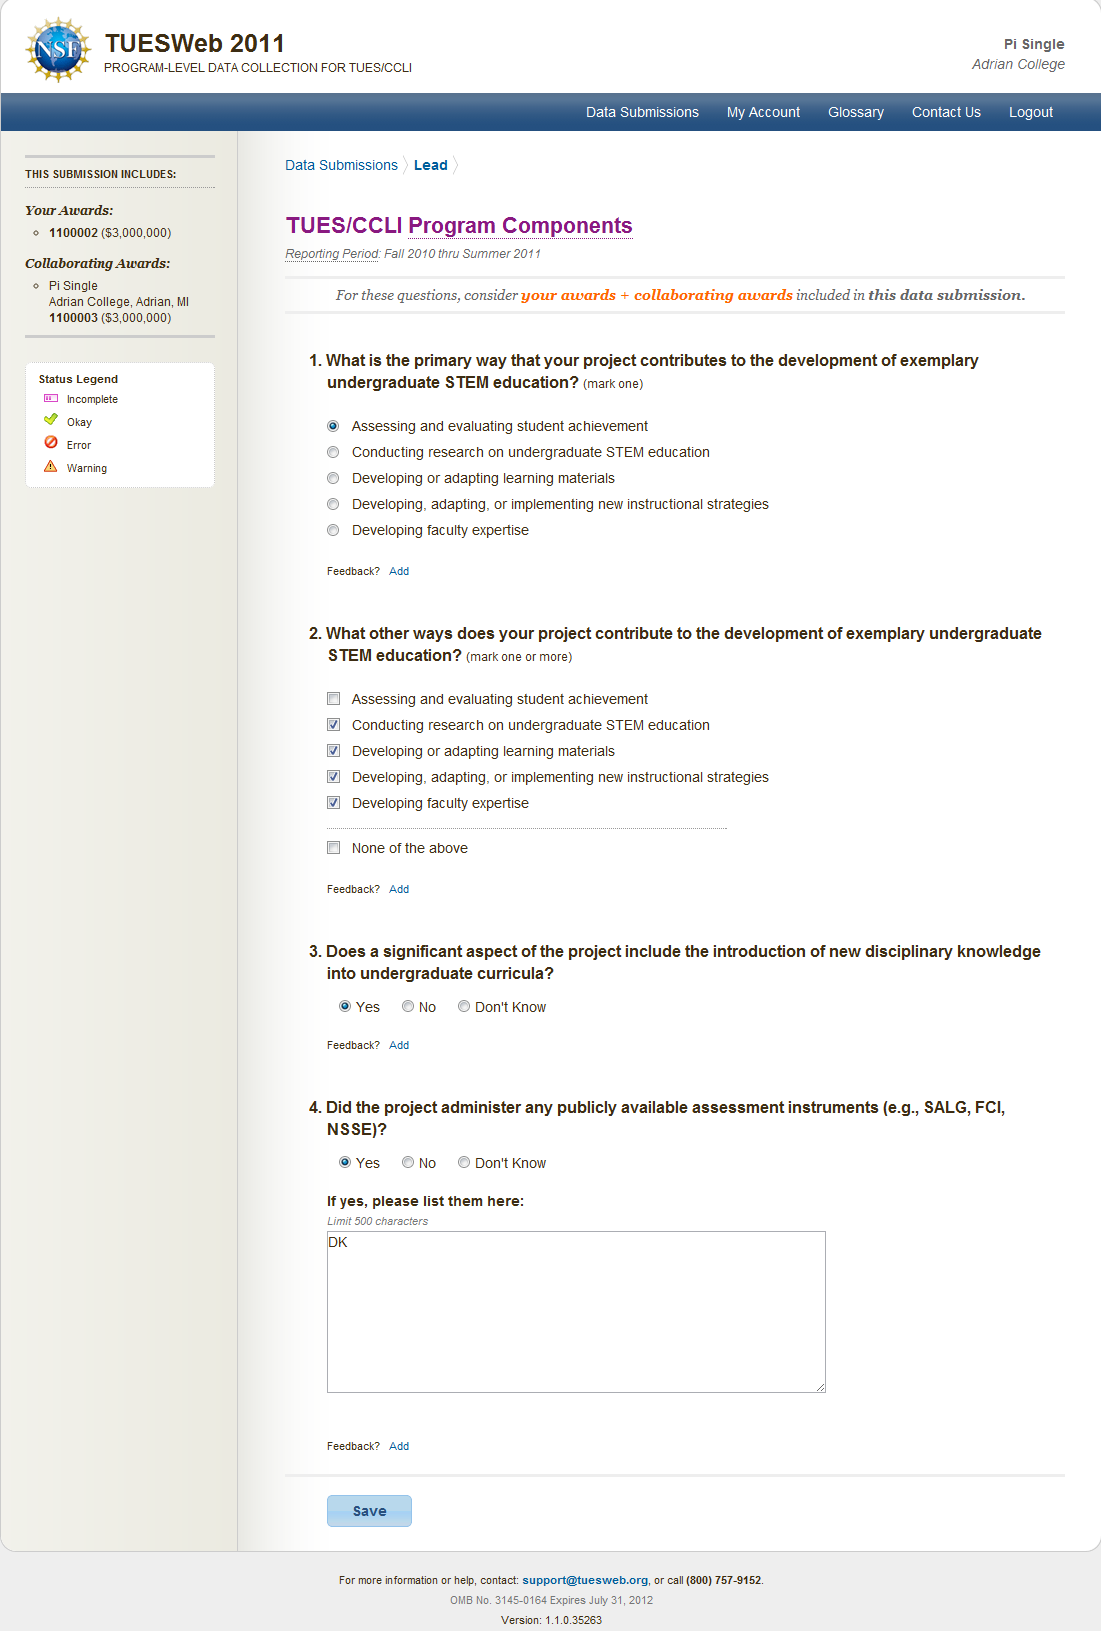 NSF
TUESWeb 2011
PROGRAM-LEVEL DATA COLLECTION FOR TUES/CCLI
Pi Single
Adrian College
Data Submissions My Account Glossary Contact Us Logout
THIS SUBMISSION INCLUDES:
Your Awards:
1100002 ($3,000,000)
Collaborating Awards:
Pi Single
Adrian College, Adrian, MI
1100003 ($3,000,000)
Status Legend
Incomplete
Okay
Error
Warning
Data Submissions Lead
TUES/CCLI Program Components
Reporting Period: Fall 2010 thru Summer 2011
For these questions, consider your awards + collaborating awards included in this data submission.
1. What is the primary way that your project contributes to the development of exemplary
undergraduate STEM education? (mark one)
Assessing and evaluating student achievement
Conducting research on undergraduate STEM education
Developing or adapting learning materials
Developing, adapting, or implementing new instructional strategies
Developing faculty expertise
Feedback? Add
2. What other ways does your project contribute to the development of exemplary undergraduate
STEM education? (mark one or more)
Assessing and evaluating student achievement
Conducting research on undergraduate STEM education
Developing or adapting learning materials
Developing, adapting, or implementing new instructional strategies
Developing faculty expertise
None of the above
Feedback? Add
3. Does a significant aspect of the project include the introduction of new disciplinary knowledge
into undergraduate curricula?
Yes No Don't Know
Feedback? Add
4. Did the project administer any publicly available assessment instruments (e.g., SALG, FCI,
NSSE)?
Yes No Don't Know
If yes, please list them here:
Limit 500 characters
DK
Feedback? Add
Save
For more information or help, contact: support@tuesweb.org, or call (800) 757-9152.
OMB No. 3145-0164 Expires July 31, 2012
Version: 1.1.0.35263